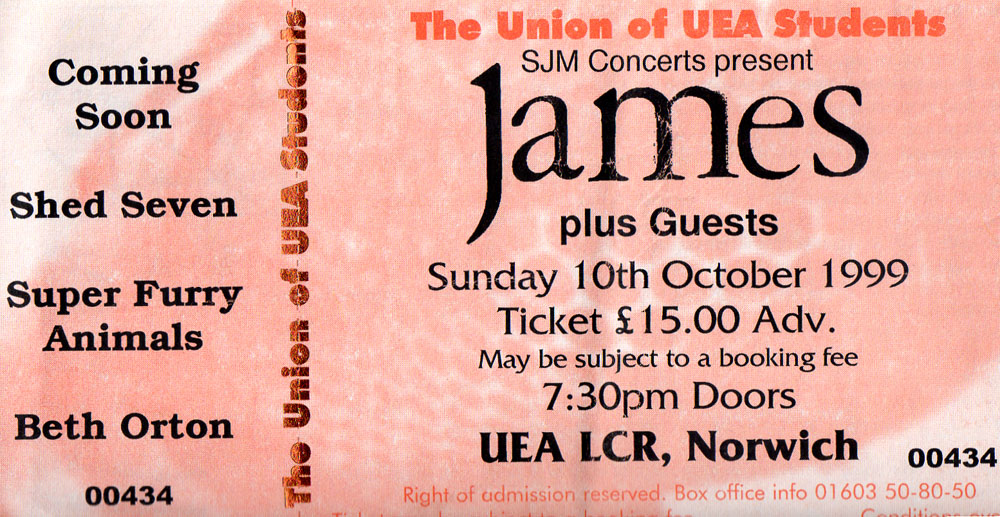 Coming
Soon
Shed Seven
Super Furry
Animals
Beth Orton
00434
The Union of UEA Students
The Union of UEA Students
SJM Concerts present
James
plus Guests
Sunday 10th October 1999
Ticket £15.00 Adv.
May be subject to a booking fee
7:30pm Doors
UEA LCR, Norwich
00434
Right of admission reserved. Box office info 01603 50-80-50